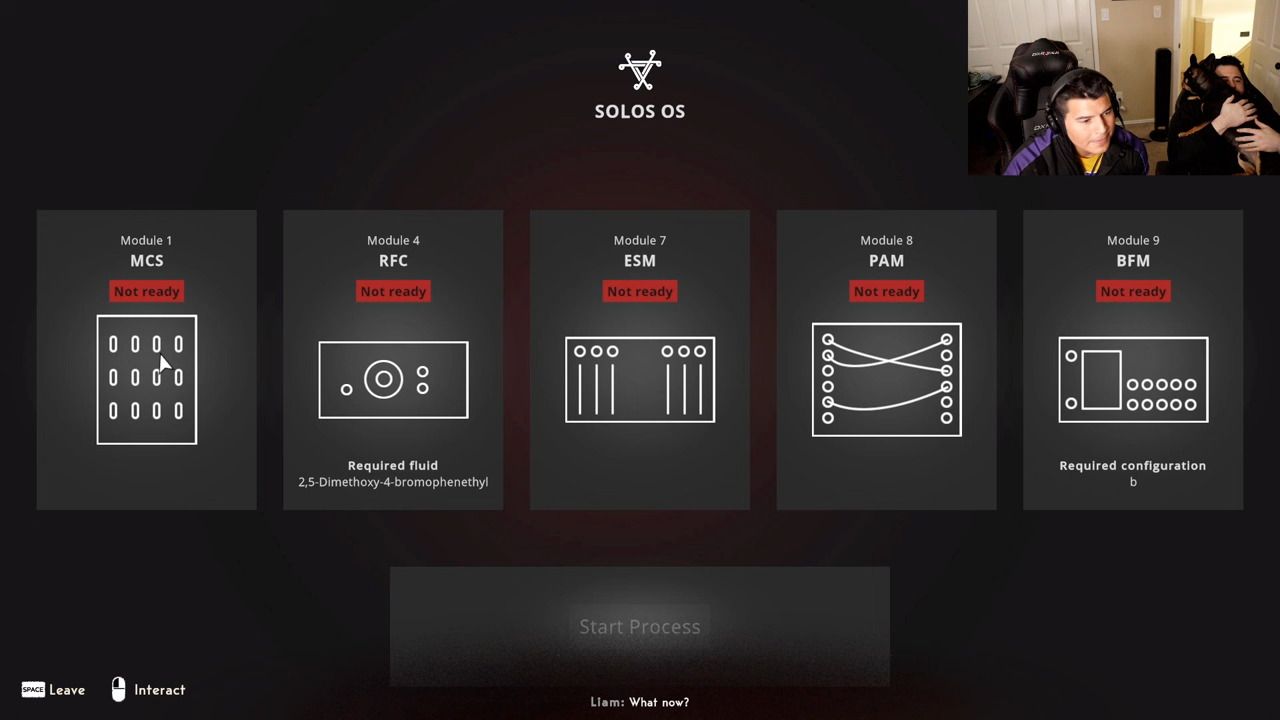 SOLOS OS
Module 1
MCS
Not ready
Module 4
RFC
Not ready
Required fluid
2,5-Dimethoxy-4-bromophenethyl
Module 7
ESM
Not ready
Module 8
PAM
Not ready
Module 9
BFM
Not ready
Required configuration
b
Start Process
SPACE Leave
Interact
Liam: What now?